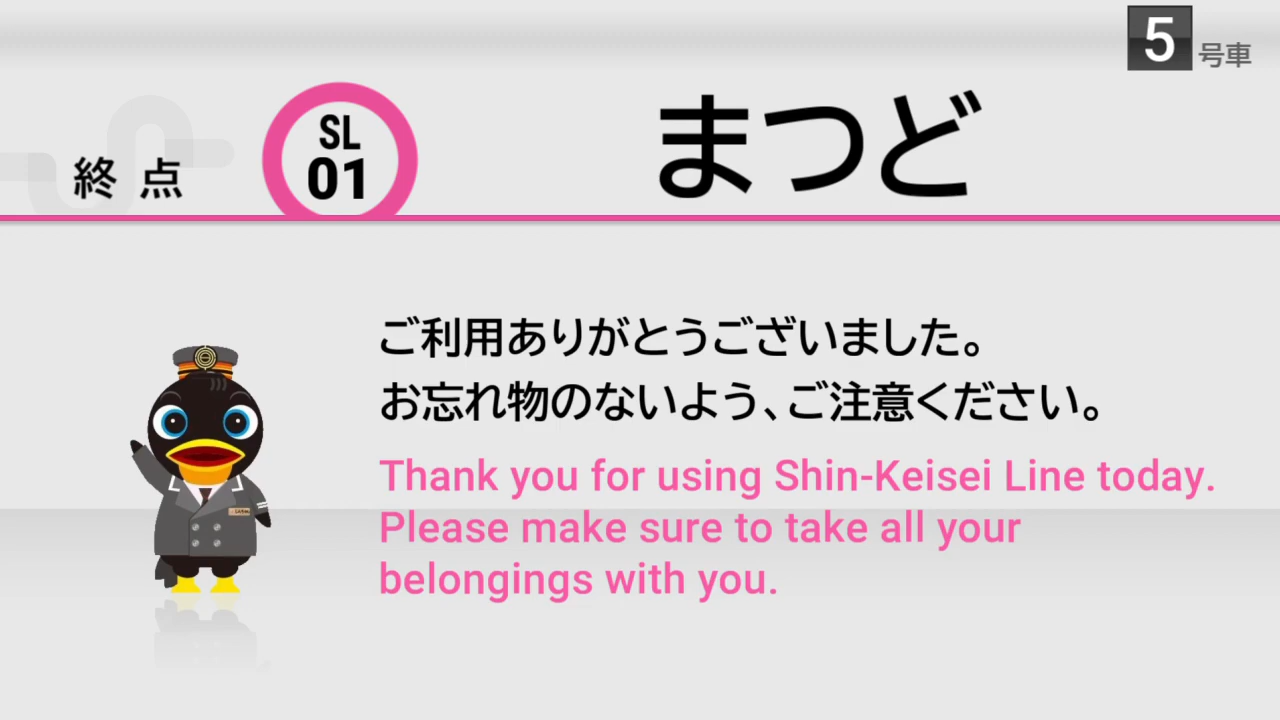 5号車
終点
SL
01
まつど
ご利用ありがとうございました。
お忘れ物のないよう、ご注意ください。
Thank you for using Shin-Keisei Line today.
Please make sure to take all your
belongings with you.